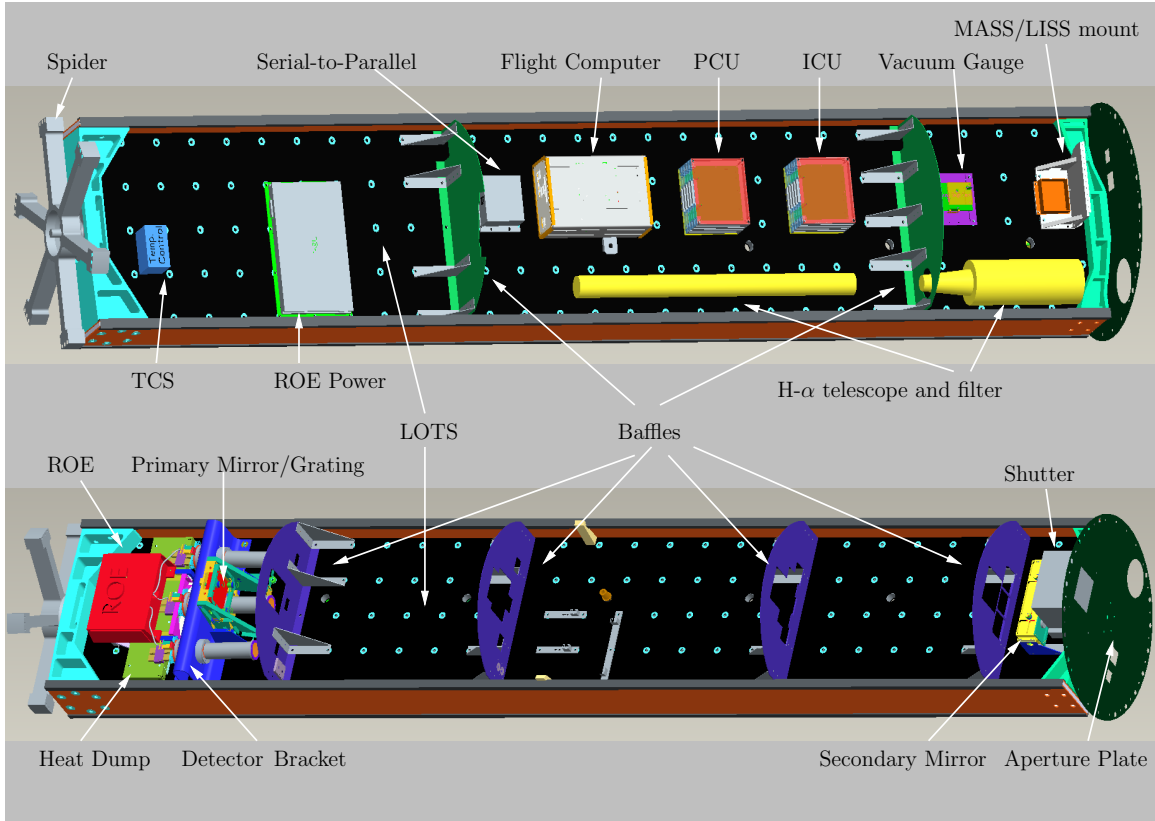 MASS/LISS mount
Spider
Serial-to-Parallel
Flight Computer
PCU
ICU
Vacuum Gauge
Temp
Control
TCS
ROE Power
H-α telescope and filter
LOTS
Baffles
ROE
Primary Mirror/Grating
Shutter
ROE
Heat Dump
Detector Bracket
Secondary Mirror
Aperture Plate